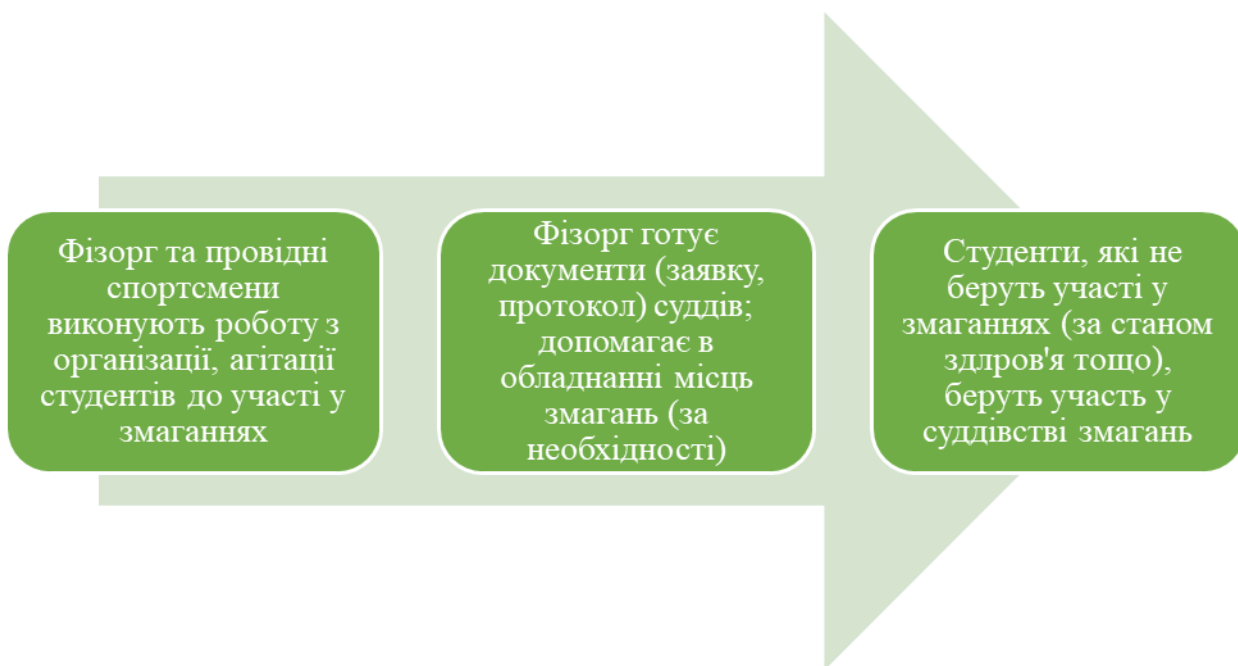 Фізорг та провідні
спортсмени
виконують роботу з
організації, агітації
студентів до участі у
змаганнях
Фізорг готує
документи (заявку,
протокол) суддів;
допомагає в
обладнанні місць
змагань (за
необхідності)
Студенти, які не
беруть участі у
змаганнях (за станом
здлров'я тощо),
беруть участь у
суддівстві змагань